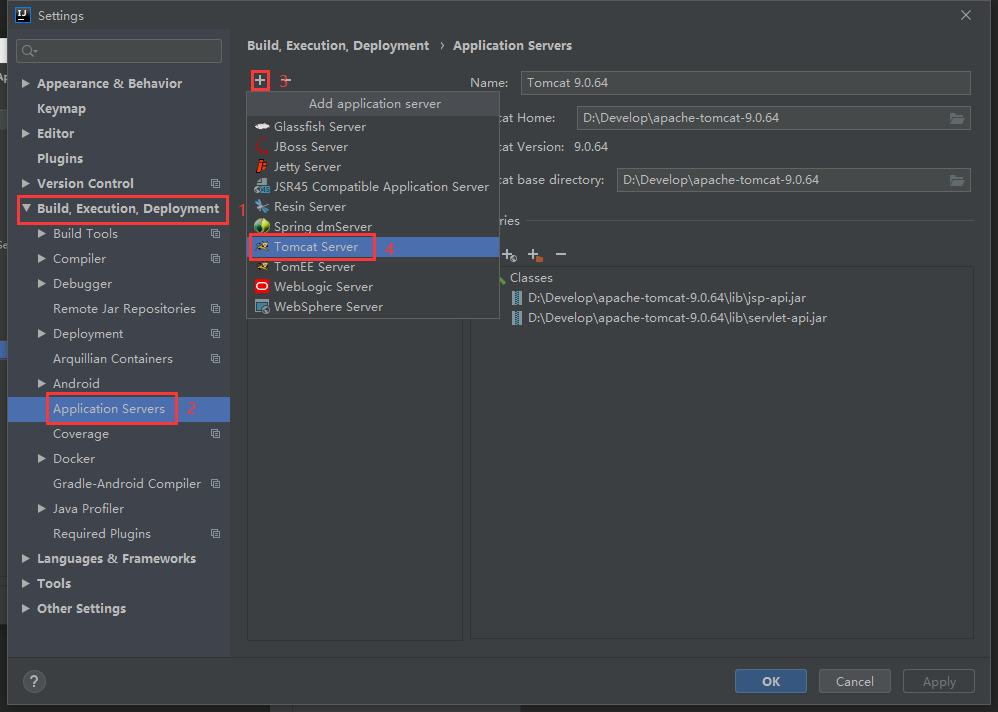 Settings
Appearance & Behavior
Keymap
Editor
Plugins
Version Control
Build, Execution, Deployment 1
Build Tools
Compiler
Debugger
Remote Jar Repositories
Deployment
Arquillian Containers
Android
Application Servers 2
Coverage
Docker
Gradle-Android Compiler
Java Profiler
Required Plugins
Languages & Frameworks
Tools
Other Settings
Build, Execution, Deployment › Application Servers
3
Add application server
Glassfish Server
JBoss Server
Jetty Server
JSR45 Compatible Application Server
Resin Server
Spring dmServer
Tomcat Server 4
TomEE Server
WebLogic Server
WebSphere Server
Name: Tomcat 9.0.64
cat Home: D:\Develop\apache-tomcat-9.0.64
cat Version: 9.0.64
cat base directory: D:\Develop\apache-tomcat-9.0.64
ries
Classes
D:\Develop\apache-tomcat-9.0.64\lib\jsp-api.jar
D:\Develop\apache-tomcat-9.0.64\lib\servlet-api.jar
?
OK Cancel Apply